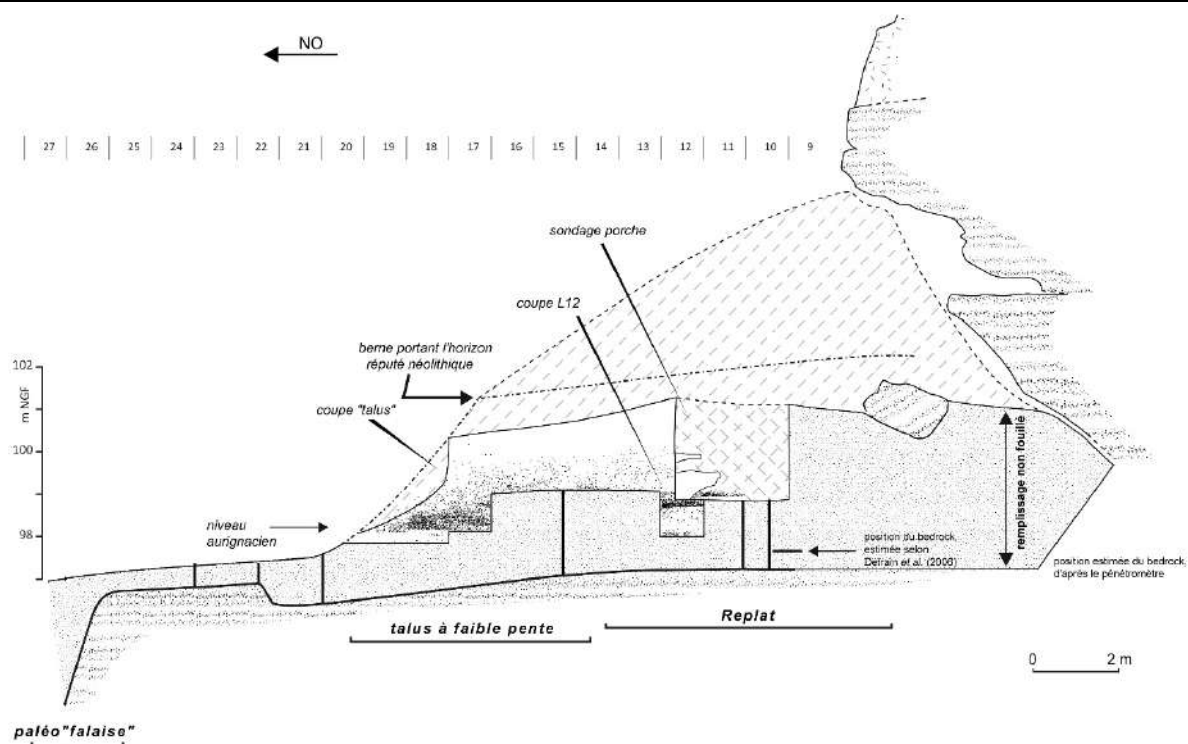 NO
27 26 25 24 23 22 21 20 19 18 17 16 15 14 13 12 11 10 9
sondage porche
coupe L12
berne portant l'horizon
réputé néolithique
coupe "talus"
102
m NGF
100
98
niveau
aurignacien
remplissage non fouillé
position du bedrock,
estimée selon
Defrain et al. (2006)
position estimée du bedrock,
d'après le pénétromètre
talus à faible pente
Replat
0 2 m
paléo"falaise"